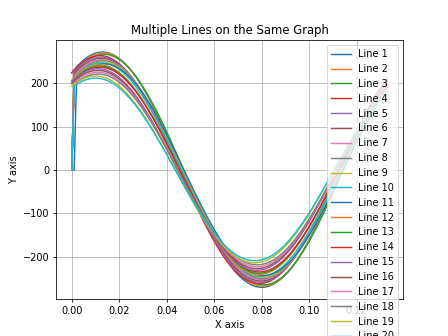 Multiple Lines on the Same Graph
Y axis
200
100
0
−100
−200
0.00
0.02
0.04
0.06
0.08
0.10
X axis
Line 1
Line 2
Line 3
Line 4
Line 5
Line 6
Line 7
Line 8
Line 9
Line 10
Line 11
Line 12
Line 13
Line 14
Line 15
Line 16
Line 17
Line 18
Line 19
Line 20